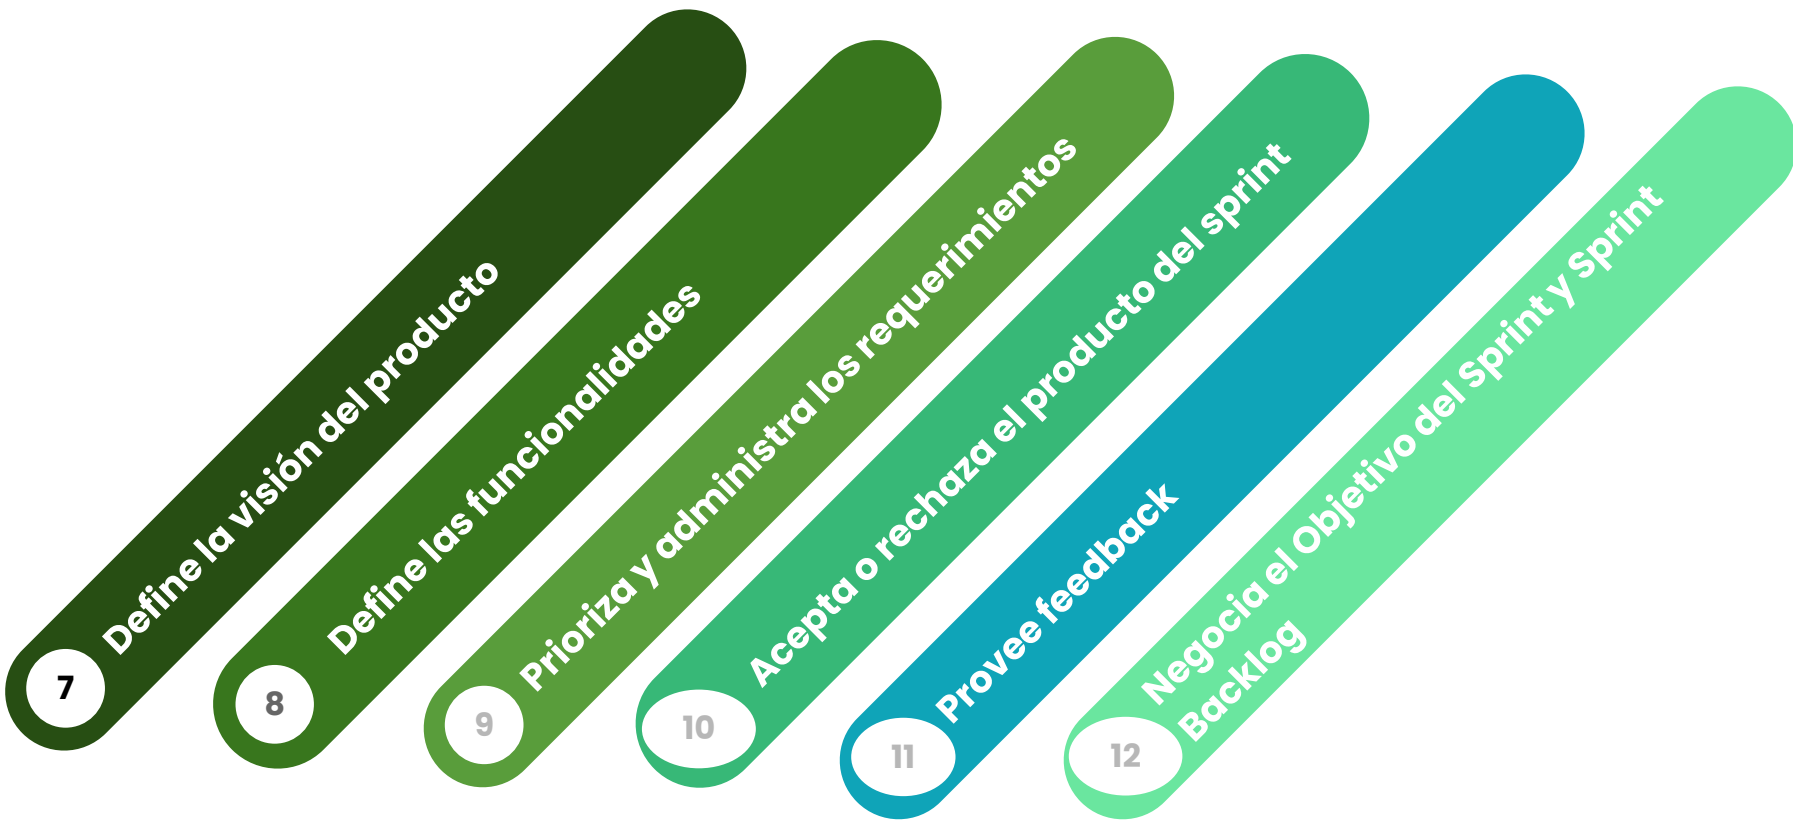 7
Define la visión del producto
8
Define las funcionalidades
9
Prioriza y administra los requerimientos
10
Acepta o rechaza el producto del sprint
11
Provee feedback
12
Negocia el Objetivo del Sprint y Sprint
Backlog